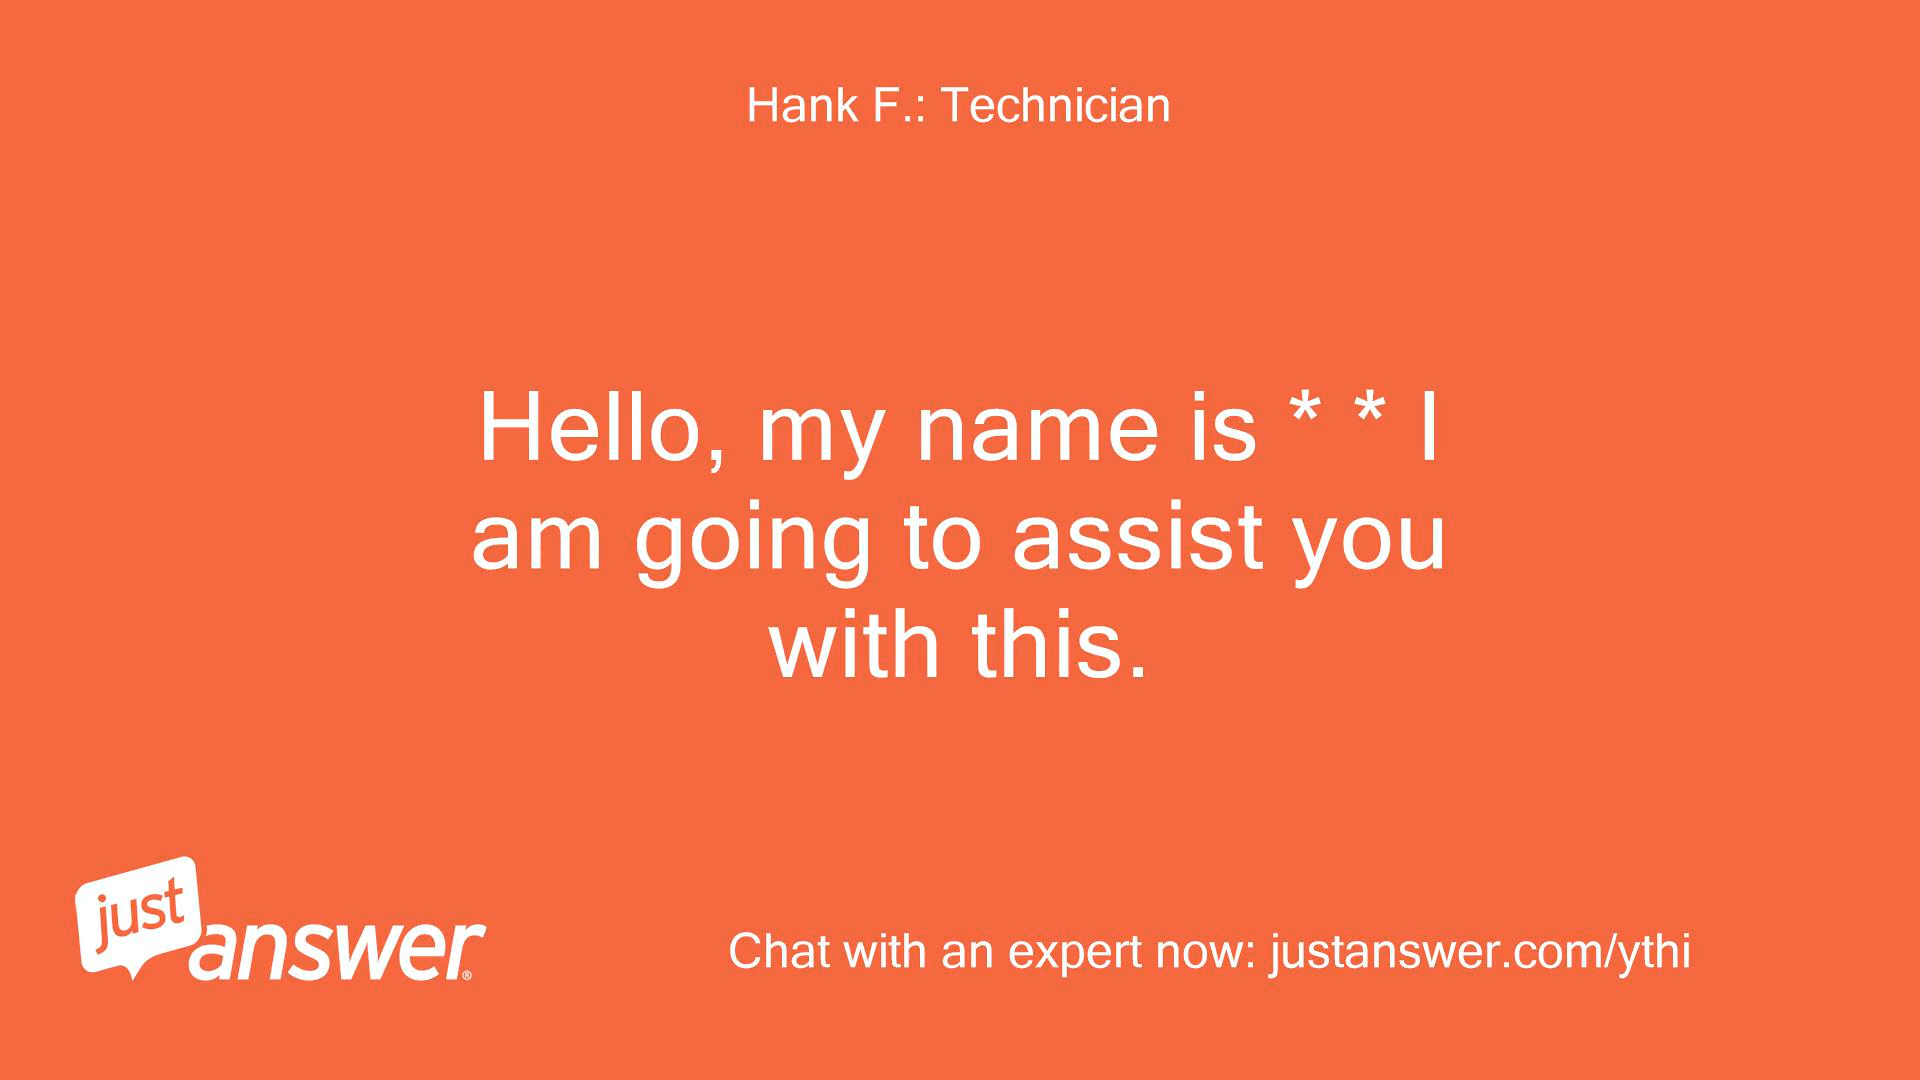 Hank F.: Technician
Hello, my name is * * I
am going to assist you
with this.
just
answer®
Chat with an expert now: justanswer.com/ythi